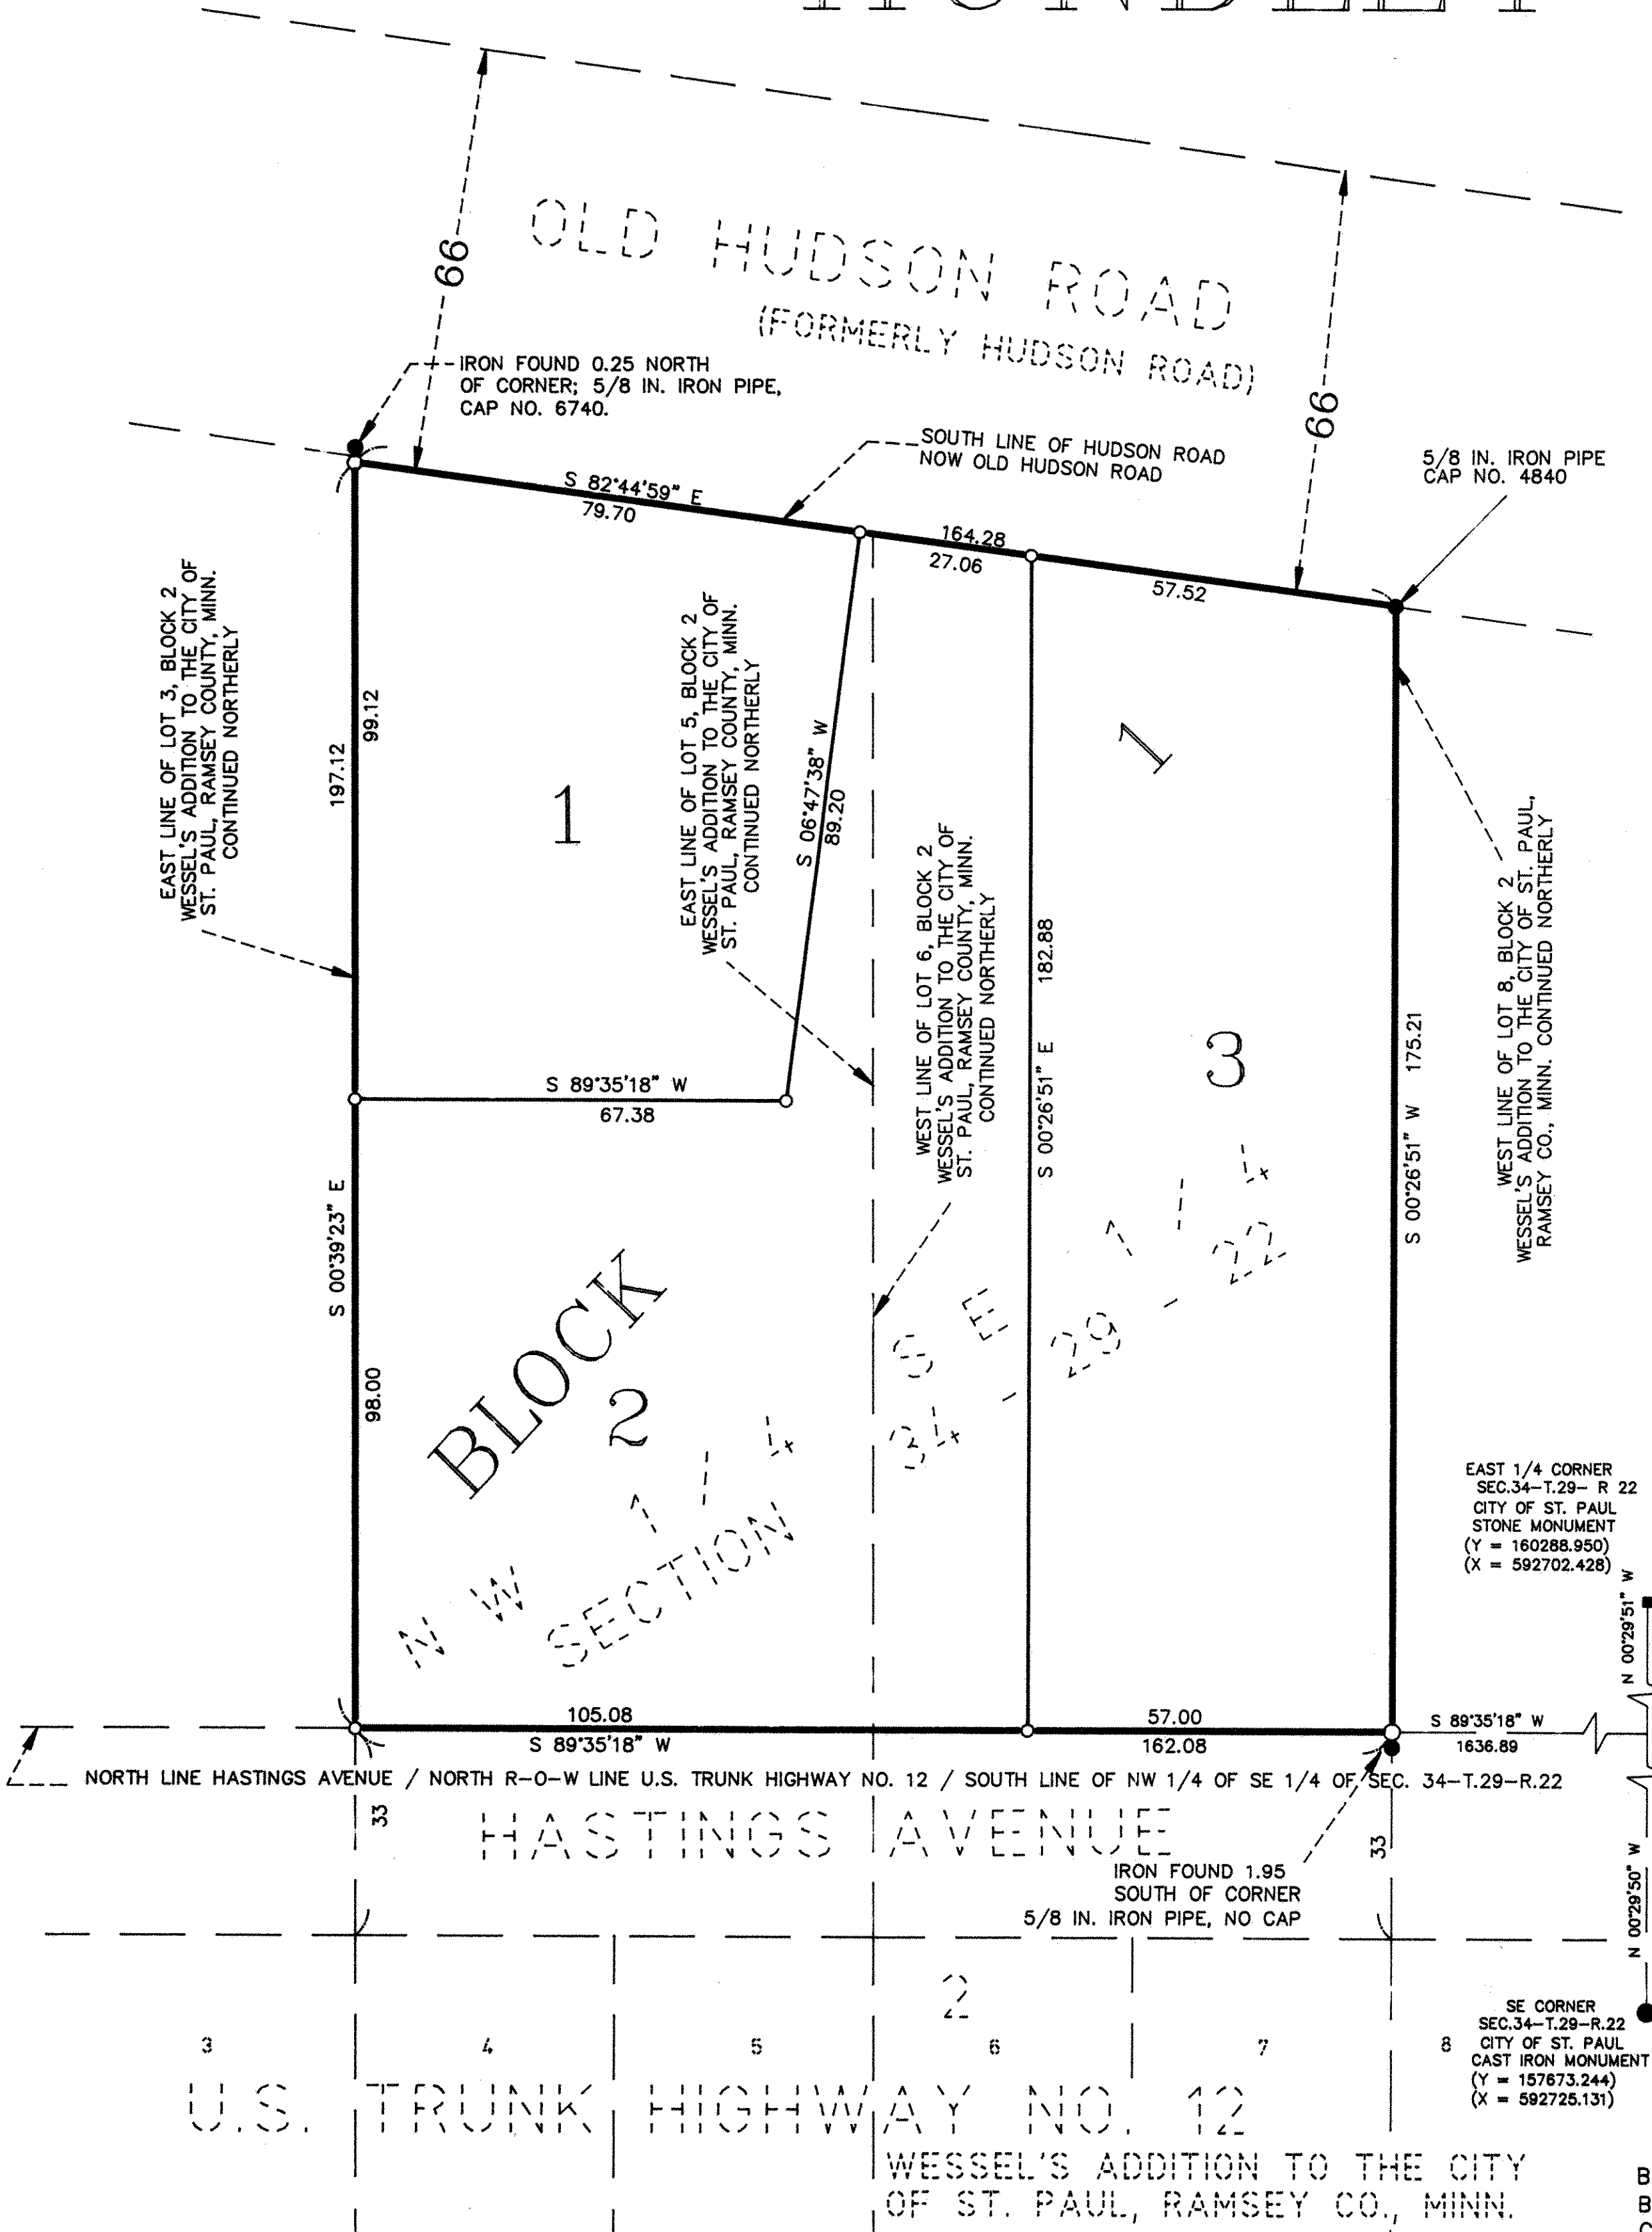 66
66
OLD HUDSON ROAD
(FORMERLY HUDSON ROAD)
IRON FOUND 0.25 NORTH
OF CORNER; 5/8 IN. IRON PIPE,
CAP NO. 6740.
SOUTH LINE OF HUDSON ROAD
NOW OLD HUDSON ROAD
5/8 IN. IRON PIPE
CAP NO. 4840
S 82°44'59" E
79.70
164.28
27.06
57.52
EAST LINE OF LOT 3, BLOCK 2
WESSEL'S ADDITION TO THE CITY OF
ST. PAUL, RAMSEY COUNTY, MINN.
CONTINUED NORTHERLY
197.12
99.12
1
EAST LINE OF LOT 5, BLOCK 2
WESSEL'S ADDITION TO THE CITY OF
ST. PAUL, RAMSEY COUNTY, MINN.
CONTINUED NORTHERLY
S 06°47'38" W
89.20
1
WEST LINE OF LOT 6, BLOCK 2
WESSEL'S ADDITION TO THE CITY OF
ST. PAUL, RAMSEY COUNTY, MINN.
CONTINUED NORTHERLY
S 00°26'51" E 182.88
3
S 00°26'51" W 175.21
WEST LINE OF LOT 8, BLOCK 2
WESSEL'S ADDITION TO THE CITY OF ST. PAUL,
RAMSEY CO., MINN. CONTINUED NORTHERLY
S 89°35'18" W
67.38
S 00°39'23" E
98.00
BLOCK
2
NW 1/4 SE 1/4
SECTION 34 - 29 - 22
EAST 1/4 CORNER
SEC.34-T.29- R 22
CITY OF ST. PAUL
STONE MONUMENT
(Y = 160288.950)
(X = 592702.428)
N 00°29'51" W
105.08
S 89°35'18" W
57.00
162.08
S 89°35'18" W
1636.89
NORTH LINE HASTINGS AVENUE / NORTH R-O-W LINE U.S. TRUNK HIGHWAY NO. 12 / SOUTH LINE OF NW 1/4 OF SE 1/4 OF SEC. 34-T.29-R.22
33
HASTINGS AVENUE
33
IRON FOUND 1.95
SOUTH OF CORNER
5/8 IN. IRON PIPE, NO CAP
N 00°29'50" W
2
3 4 5 6 7 8
SE CORNER
SEC.34-T.29-R.22
CITY OF ST. PAUL
CAST IRON MONUMENT
(Y = 157673.244)
(X = 592725.131)
U.S. TRUNK HIGHWAY NO. 12
WESSEL'S ADDITION TO THE CITY
OF ST. PAUL, RAMSEY CO., MINN.